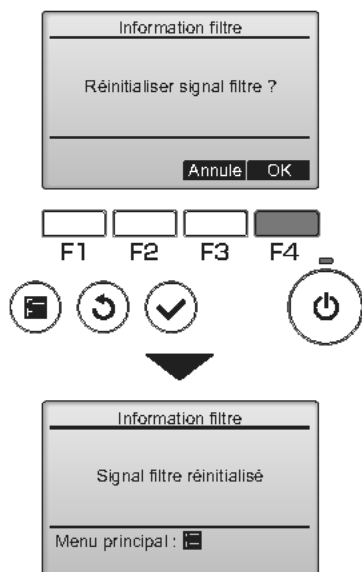 Information filtre
Réinitialiser signal filtre ?
Annule OK
F1 F2 F3 F4
Information filtre
Signal filtre réinitialisé
Menu principal :